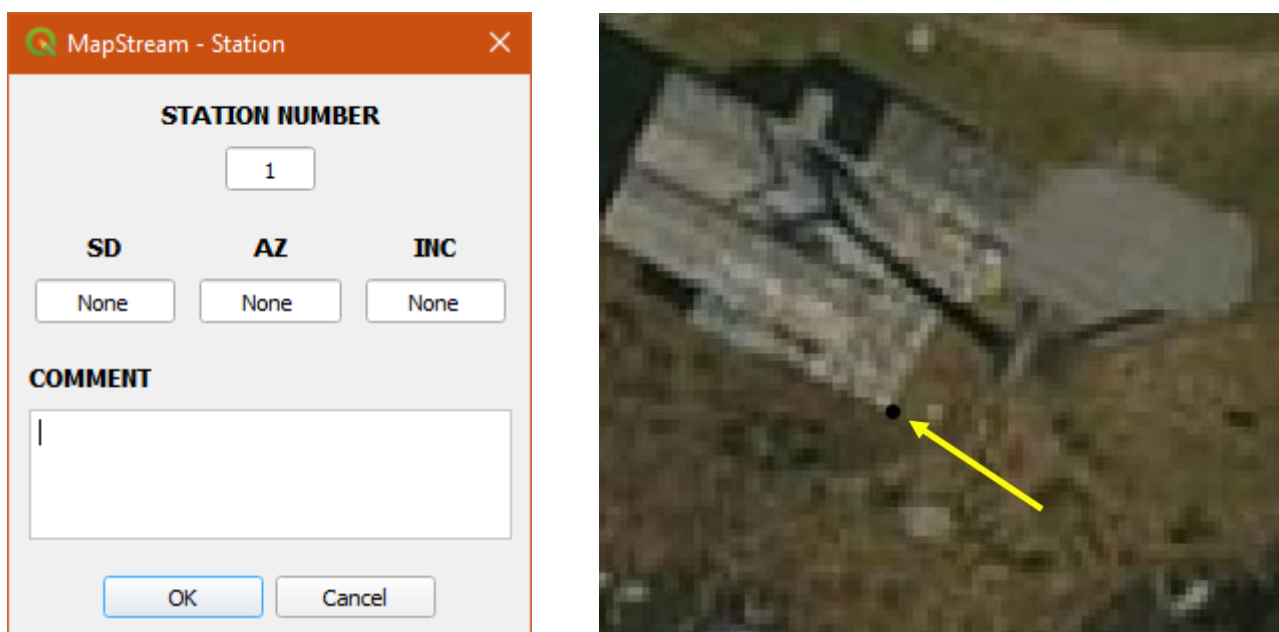 MapStream - Station
STATION NUMBER
1
SD AZ INC
None None None
COMMENT
OK Cancel